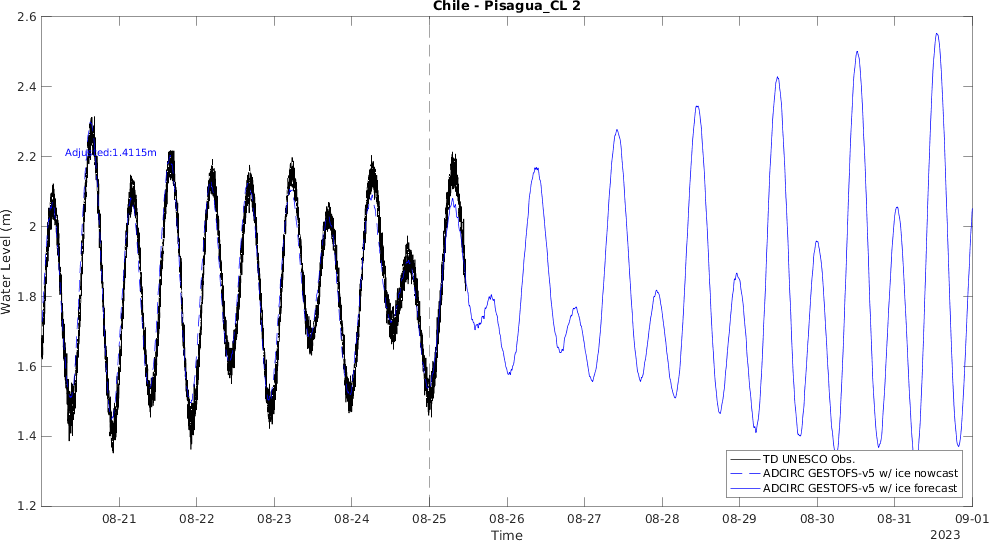 Chile - Pisagua_CL 2
2.6
2.4
2.2
2
1.8
1.6
1.4
1.2
Water Level (m)
Adjusted:1.4115m
TD UNESCO Obs.
ADCIRC GESTOFS-v5 w/ ice nowcast
ADCIRC GESTOFS-v5 w/ ice forecast
08-21 08-22 08-23 08-24 08-25 08-26 08-27 08-28 08-29 08-30 08-31 09-01
Time
2023